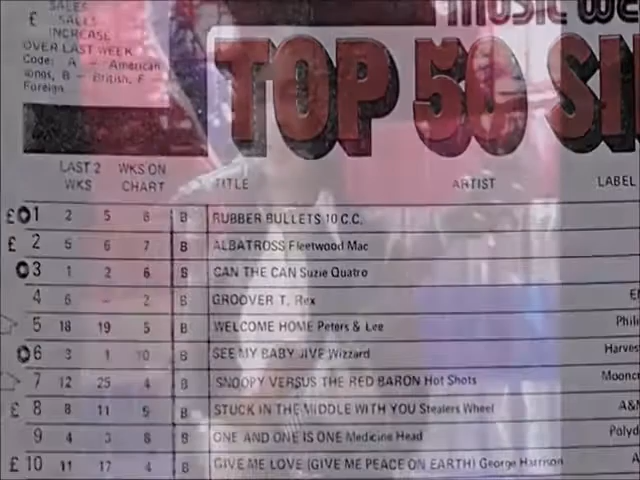 SALES
£ SALES
INCREASE
OVER LAST WEEK
Code: A — American
Songs, B — British, F —
Foreign
music we
TOP 50 SIN
LAST 2 WKS WKS ON CHART TITLE ARTIST LABEL
£ 1 2 5 6 B RUBBER BULLETS 10 C.C.
£ 2 5 6 7 B ALBATROSS Fleetwood Mac
3 1 2 6 B CAN THE CAN Suzie Quatro
4 6 – 2 B GROOVER T. Rex E
5 18 19 5 B WELCOME HOME Peters & Lee Phili
6 3 1 10 B SEE MY BABY JIVE Wizzard Harves
7 12 25 4 B SNOOPY VERSUS THE RED BARON Hot Shots Moonc
£ 8 8 11 5 B STUCK IN THE MIDDLE WITH YOU Stealers Wheel A&
9 4 3 8 B ONE AND ONE IS ONE Medicine Head Polyd
£ 10 11 17 4 B GIVE ME LOVE (GIVE ME PEACE ON EARTH) George Harrison A